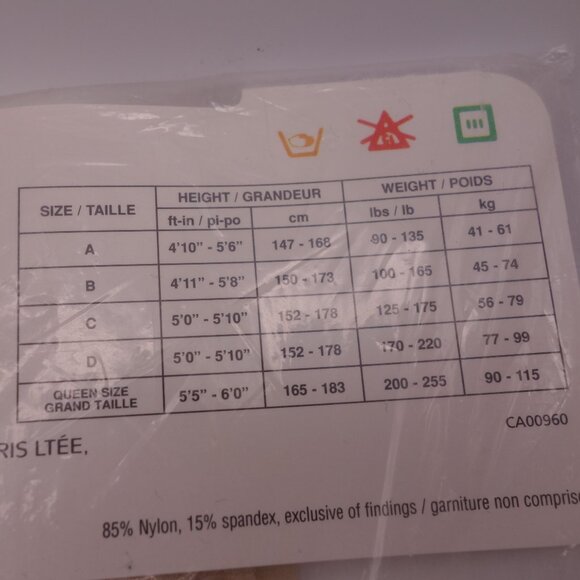 SIZE / TAILLE HEIGHT / GRANDEUR WEIGHT / POIDS
ft-in / pi-po cm lbs / lb kg
A 4'10" - 5'6" 147 - 168 90 - 135 41 - 61
B 4'11" - 5'8" 150 - 173 100 - 165 45 - 74
C 5'0" - 5'10" 152 - 178 125 - 175 56 - 79
D 5'0" - 5'10" 152 - 178 170 - 220 77 - 99
QUEEN SIZE GRAND TAILLE 5'5" - 6'0" 165 - 183 200 - 255 90 - 115
CA00960
RIS LTÉE,
85% Nylon, 15% spandex, exclusive of findings / garniture non comprise